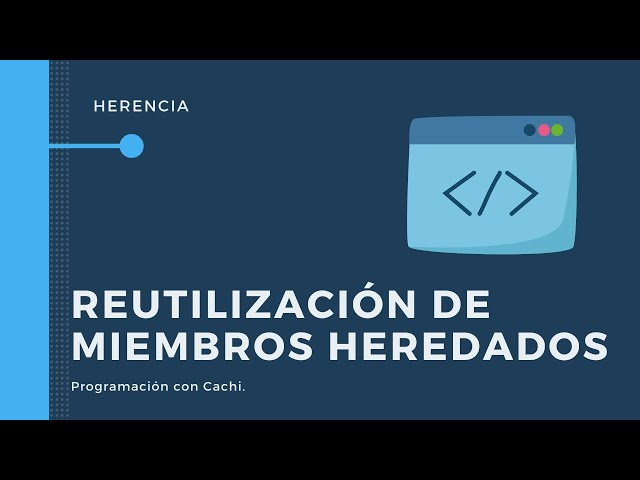 HERENCIA
</>
REUTILIZACIÓN DE
MIEMBROS HEREDADOS
Programación con Cachi.